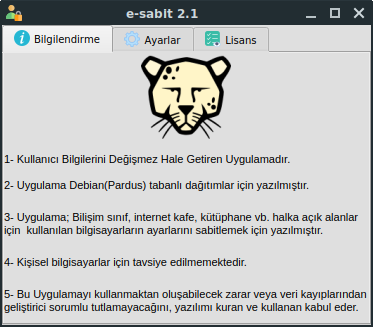 e-sabit 2.1
Bilgilendirme
Ayarlar
Lisans
1- Kullanıcı Bilgilerini Değişmez Hale Getiren Uygulamadır.
2- Uygulama Debian(Pardus) tabanlı dağıtımlar için yazılmıştır.
3- Uygulama; Bilişim sınıf, internet kafe, kütüphane vb. halka açık alanlar
için kullanılan bilgisayarların ayarlarını sabitlemek için yazılmıştır.
4- Kişisel bilgisayarlar için tavsiye edilmemektedir.
5- Bu Uygulamayı kullanmaktan oluşabilecek zarar veya veri kayıplarından
geliştirici sorumlu tutlamayacağını, yazılımı kuran ve kullanan kabul eder.